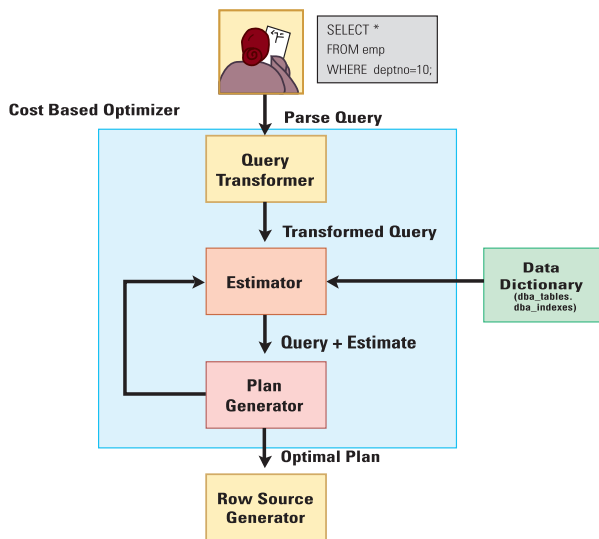 SELECT *
FROM emp
WHERE deptno=10;
Cost Based Optimizer
Parse Query
Query
Transformer
Transformed Query
Estimator
Data
Dictionary
(dba_tables.
dba_indexes)
Query + Estimate
Plan
Generator
Optimal Plan
Row Source
Generator